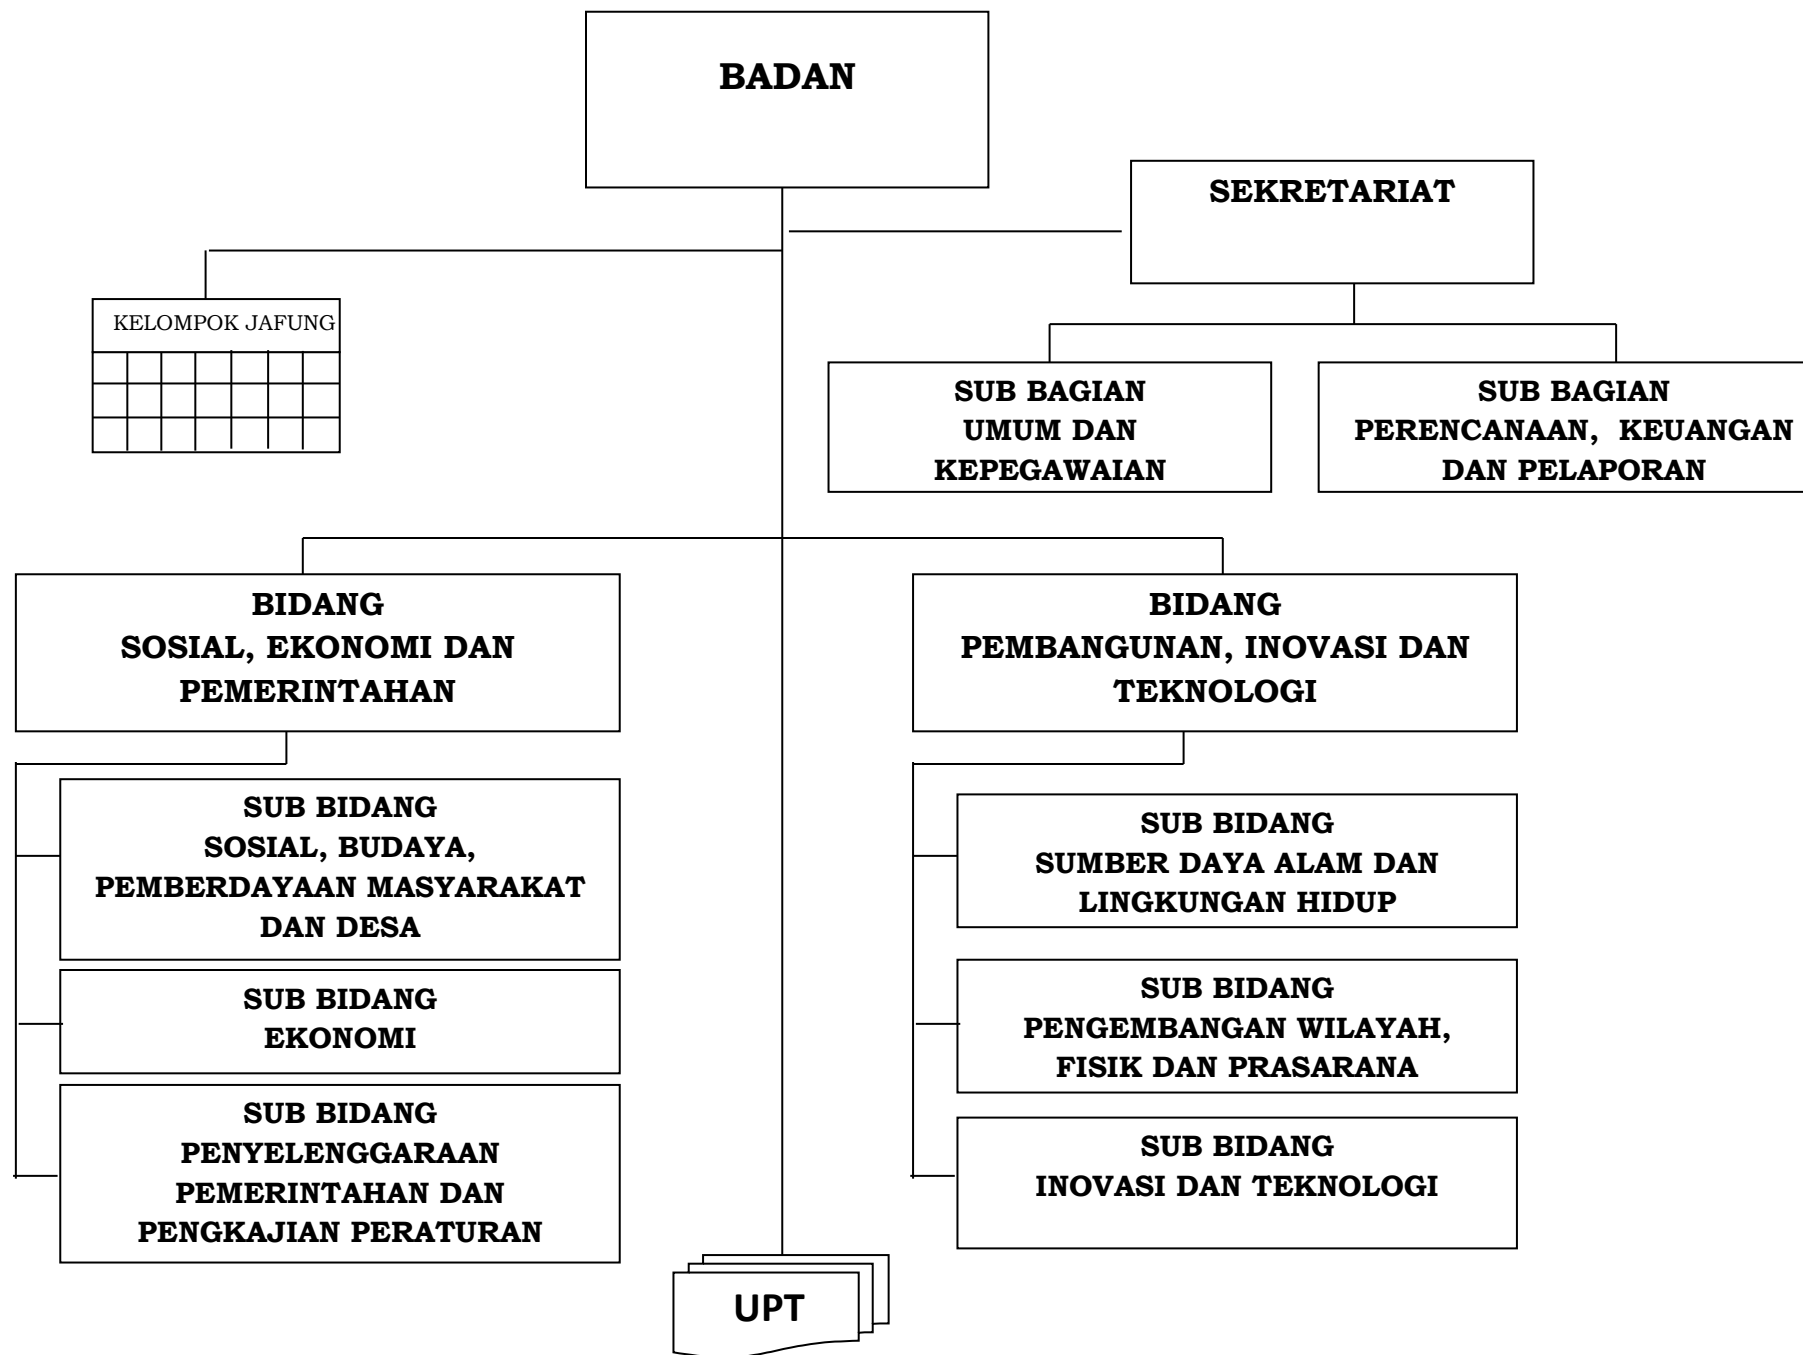 BADAN
SEKRETARIAT
KELOMPOK JAFUNG
SUB BAGIAN
UMUM DAN
KEPEGAWAIAN
SUB BAGIAN
PERENCANAAN, KEUANGAN
DAN PELAPORAN
BIDANG
SOSIAL, EKONOMI DAN
PEMERINTAHAN
BIDANG
PEMBANGUNAN, INOVASI DAN
TEKNOLOGI
SUB BIDANG
SOSIAL, BUDAYA,
PEMBERDAYAAN MASYARAKAT
DAN DESA
SUB BIDANG
EKONOMI
SUB BIDANG
PENYELENGGARAAN
PEMERINTAHAN DAN
PENGKAJIAN PERATURAN
SUB BIDANG
SUMBER DAYA ALAM DAN
LINGKUNGAN HIDUP
SUB BIDANG
PENGEMBANGAN WILAYAH,
FISIK DAN PRASARANA
SUB BIDANG
INOVASI DAN TEKNOLOGI
UPT